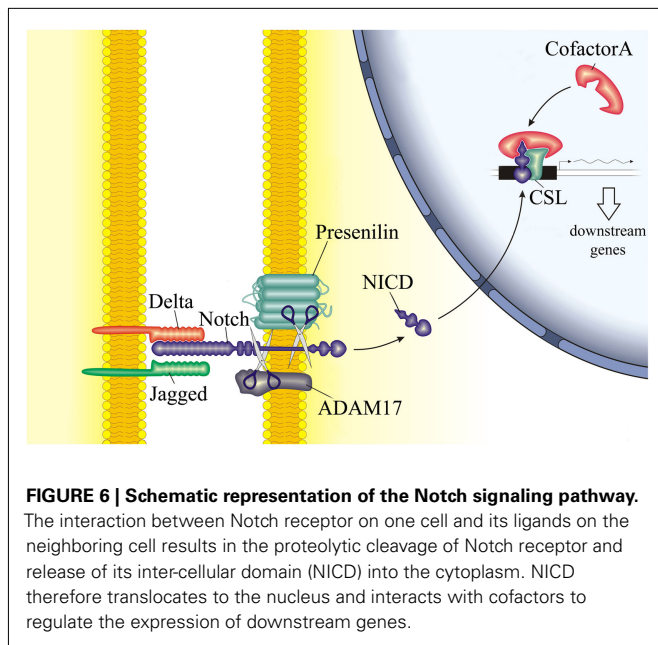 CofactorA
CSL
downstream
genes
Presenilin
NICD
Delta
Notch
Jagged
ADAM17
FIGURE 6 | Schematic representation of the Notch signaling pathway.
The interaction between Notch receptor on one cell and its ligands on the
neighboring cell results in the proteolytic cleavage of Notch receptor and
release of its inter-cellular domain (NICD) into the cytoplasm. NICD
therefore translocates to the nucleus and interacts with cofactors to
regulate the expression of downstream genes.